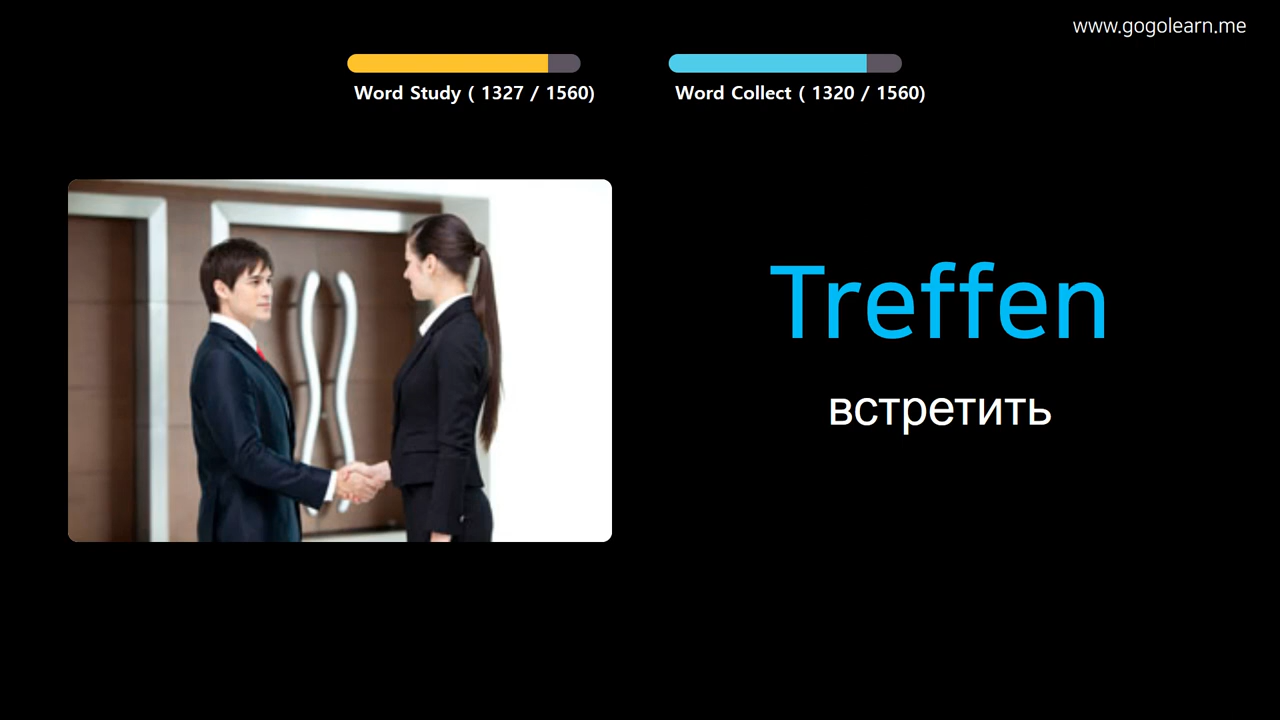 www.gogolearn.me
Word Study ( 1327 / 1560)
Word Collect ( 1320 / 1560)
Treffen
встретить